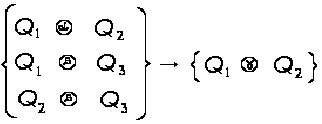 Q₁ ⓐ Q₂
Q₁ ⓑ Q₃ → { Q₁ ⓨ Q₂ }
Q₂ ⓑ Q₃